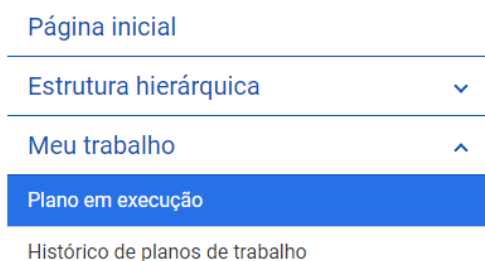 Página inicial
Estrutura hierárquica
Meu trabalho
Plano em execução
Histórico de planos de trabalho